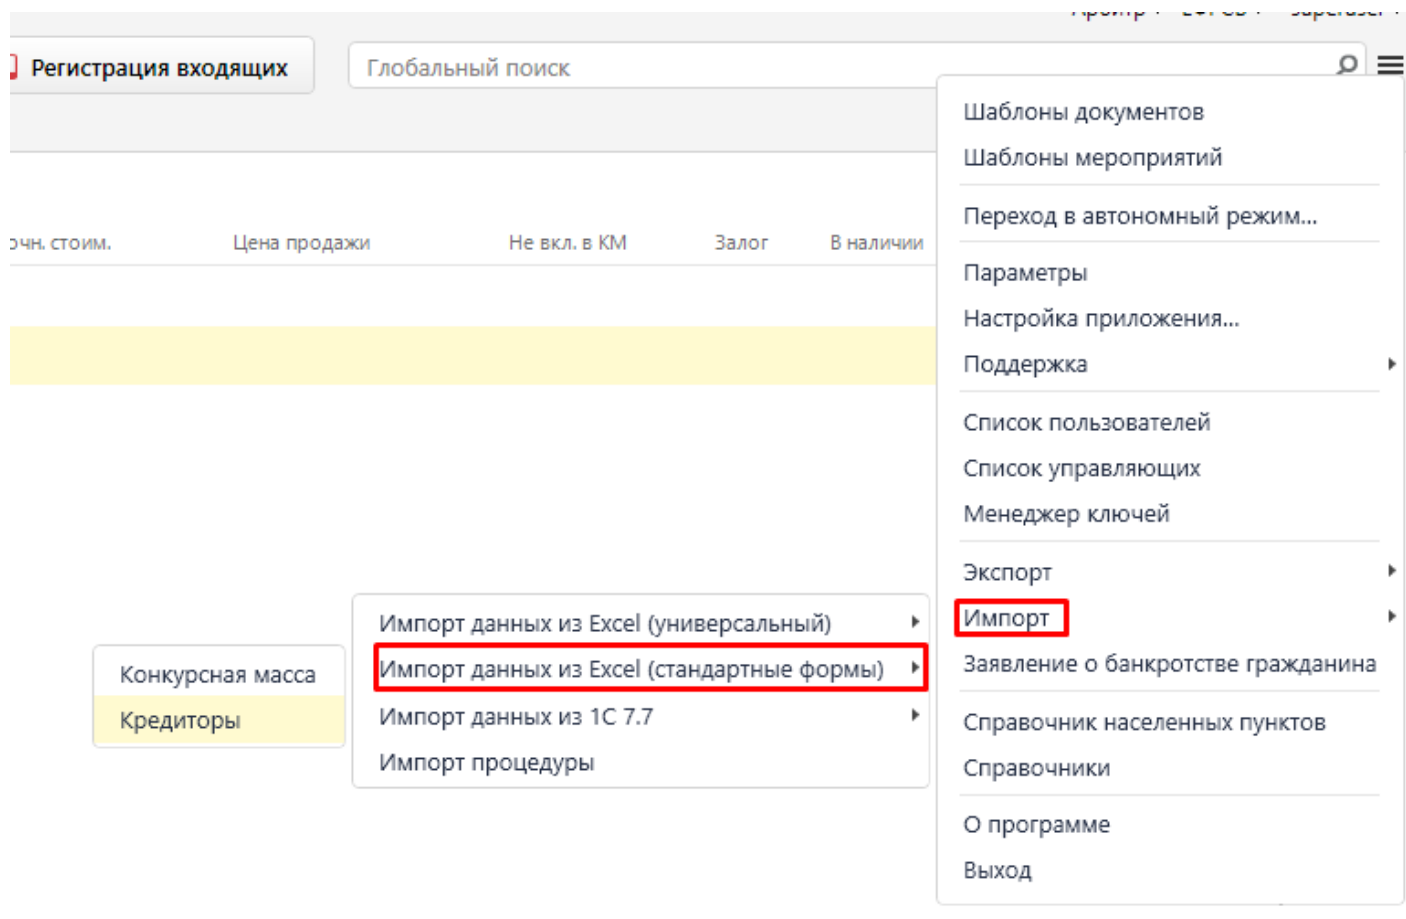 Регистрация входящих
Глобальный поиск
Шаблоны документов
Шаблоны мероприятий
Переход в автономный режим...
очн. стоим. Цена продажи Не вкл. в КМ Залог В наличии
Параметры
Настройка приложения...
Поддержка
Список пользователей
Список управляющих
Менеджер ключей
Экспорт
Импорт
Заявление о банкротстве гражданина
Справочник населенных пунктов
Справочники
О программе
Выход
Импорт данных из Excel (универсальный)
Импорт данных из Excel (стандартные формы)
Импорт данных из 1С 7.7
Импорт процедуры
Конкурсная масса
Кредиторы